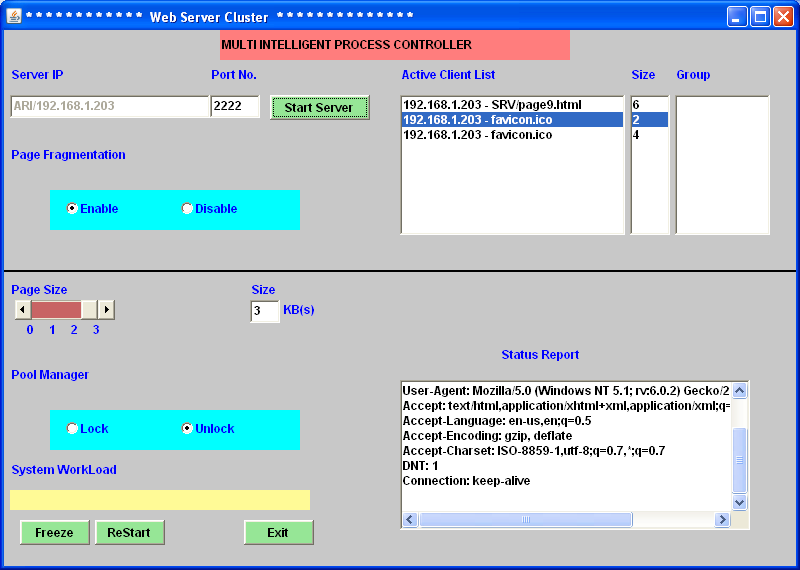 * * * * * * * * * * * * Web Server Cluster * * * * * * * * * * * * * *
MULTI INTELLIGENT PROCESS CONTROLLER
Server IP Port No. Active Client List Size Group
ARI/192.168.1.203 2222 Start Server
192.168.1.203 - SRV/page9.html 6
192.168.1.203 - favicon.ico 2
192.168.1.203 - favicon.ico 4
Page Fragmentation
Enable Disable
Page Size Size
3 KB(s)
0 1 2 3
Status Report
Pool Manager
User-Agent: Mozilla/5.0 (Windows NT 5.1; rv:6.0.2) Gecko/2
Accept: text/html,application/xhtml+xml,application/xml;q=
Accept-Language: en-us,en;q=0.5
Accept-Encoding: gzip, deflate
Accept-Charset: ISO-8859-1,utf-8;q=0.7,*;q=0.7
DNT: 1
Connection: keep-alive
Lock Unlock
System WorkLoad
Freeze ReStart Exit